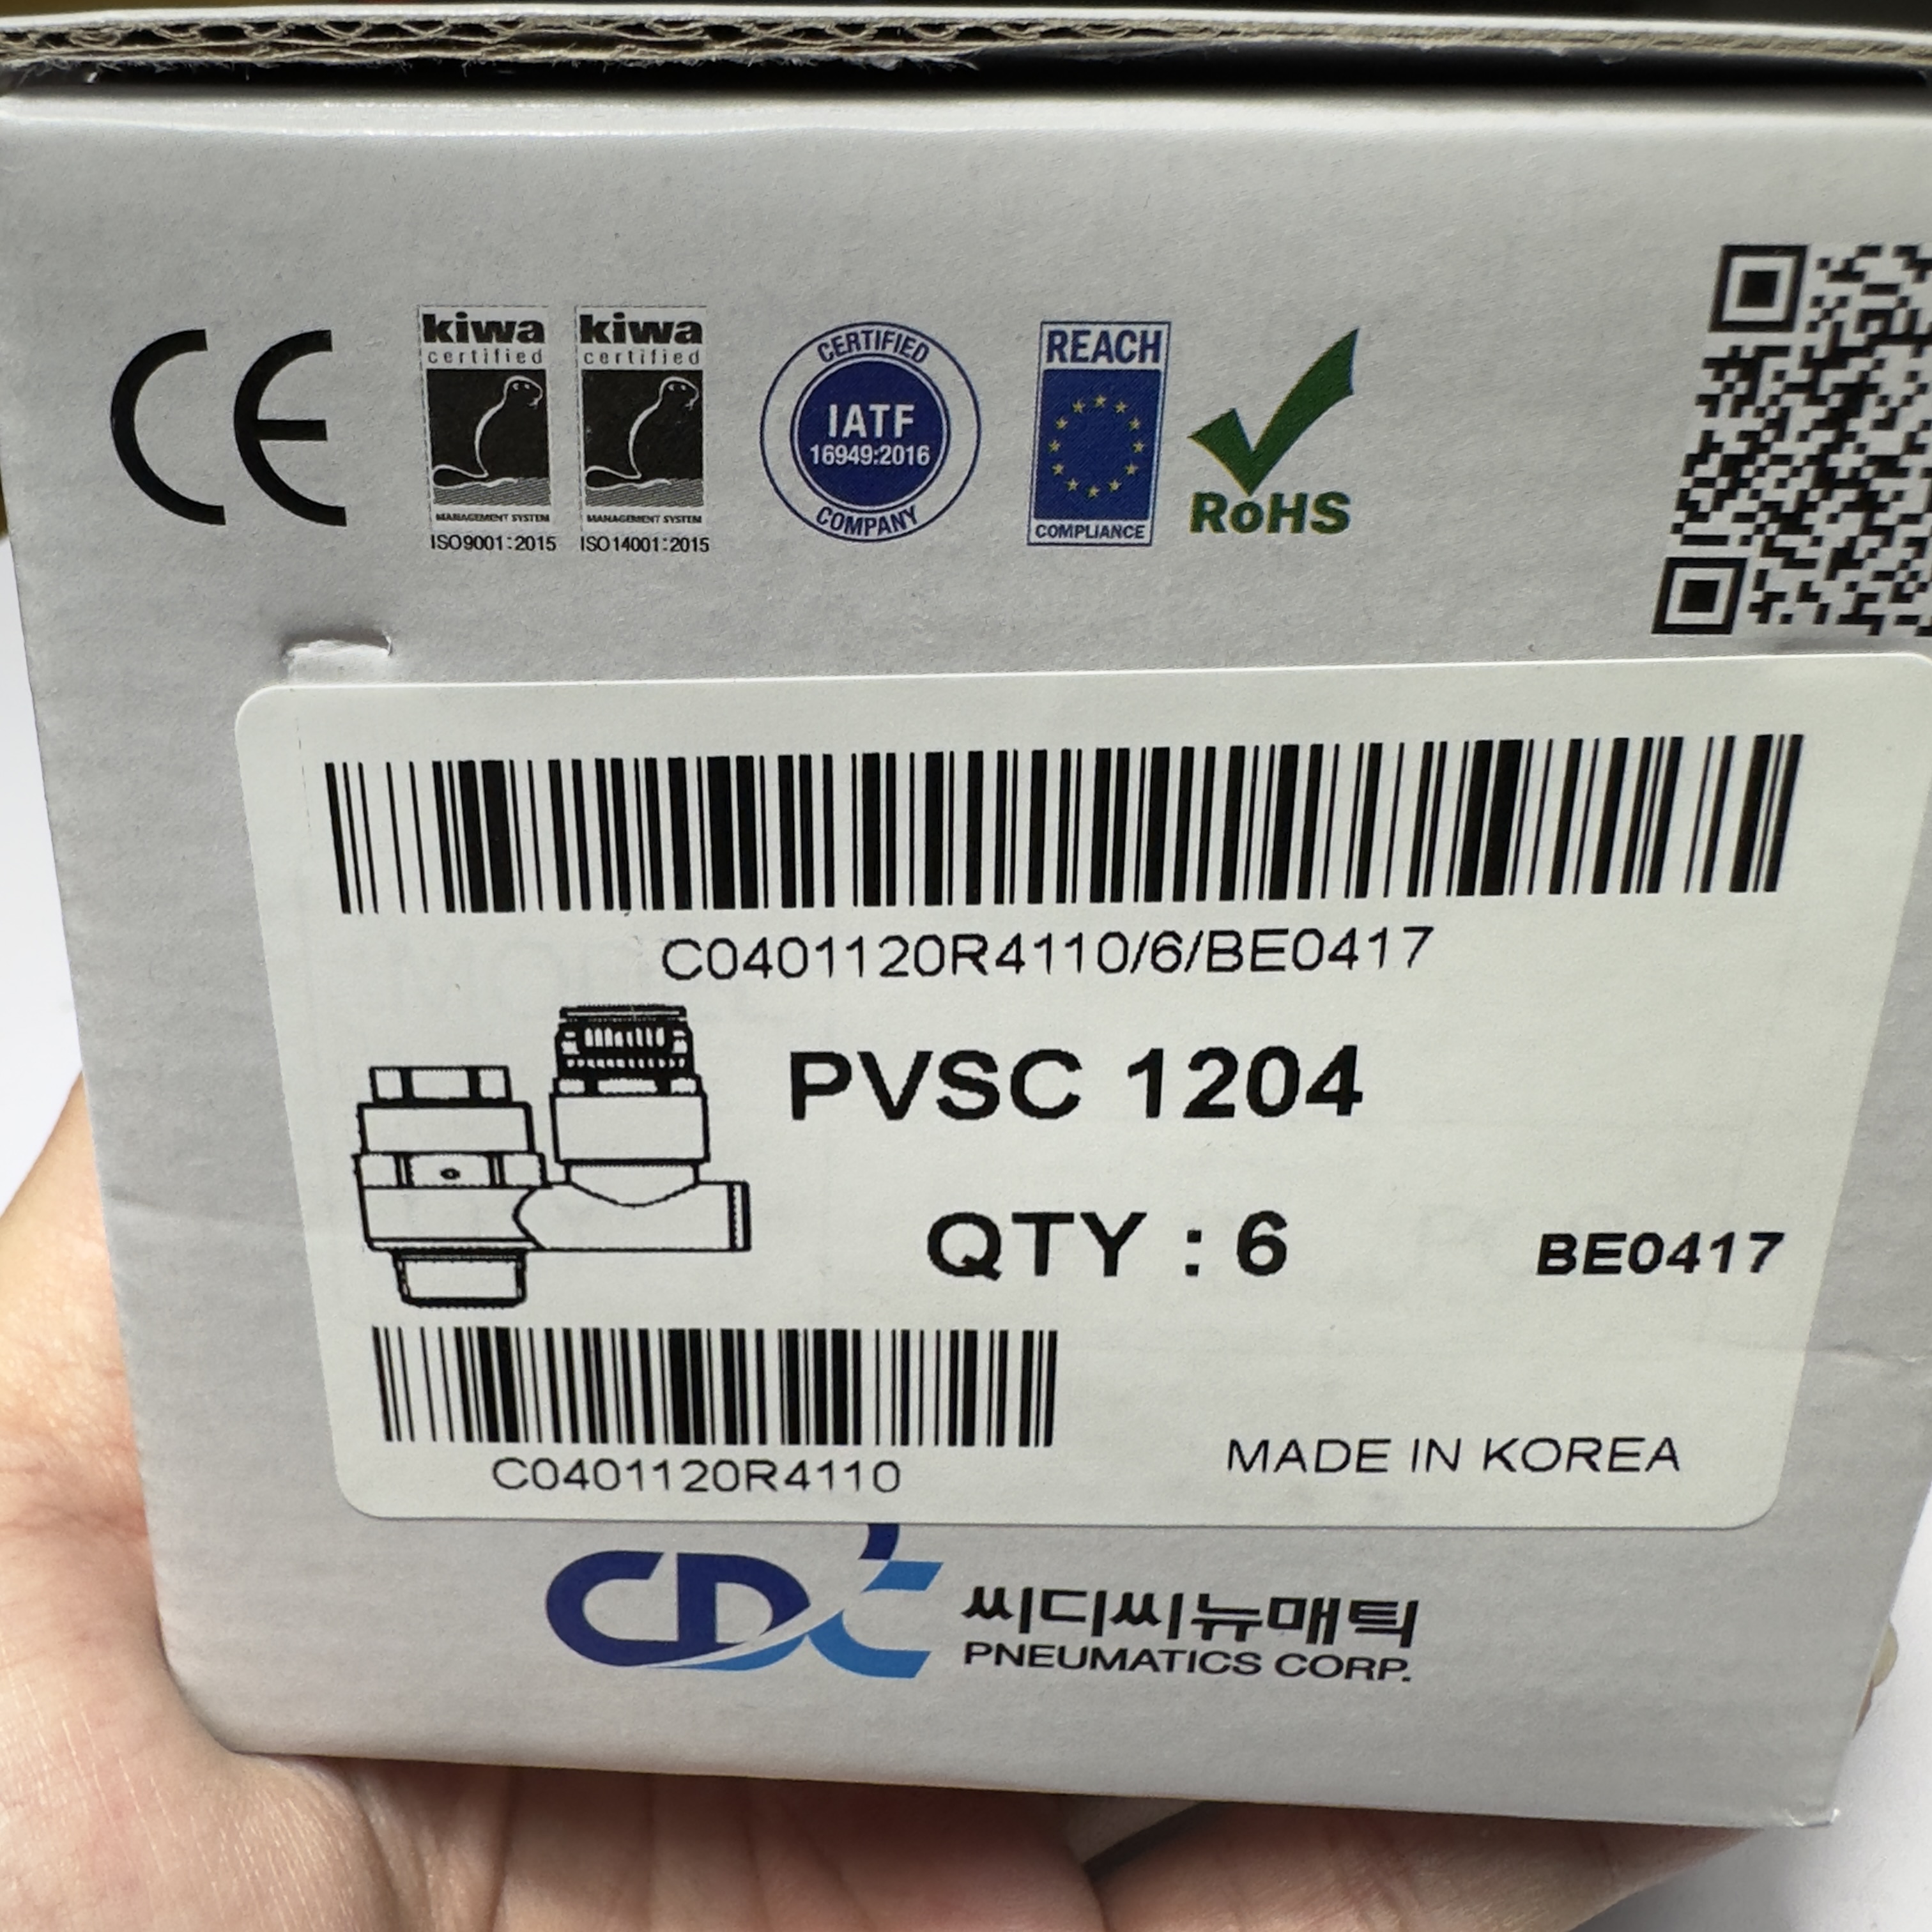 CE
kiwa
certified
MANAGEMENT SYSTEM
ISO9001:2015
kiwa
certified
MANAGEMENT SYSTEM
ISO14001:2015
CERTIFIED
IATF
16949:2016
COMPANY
REACH
COMPLIANCE
RoHS
C0401120R4110/6/BE0417
PVSC 1204
QTY : 6
BE0417
C0401120R4110
MADE IN KOREA
CDC
씨디씨뉴매틱
PNEUMATICS CORP.